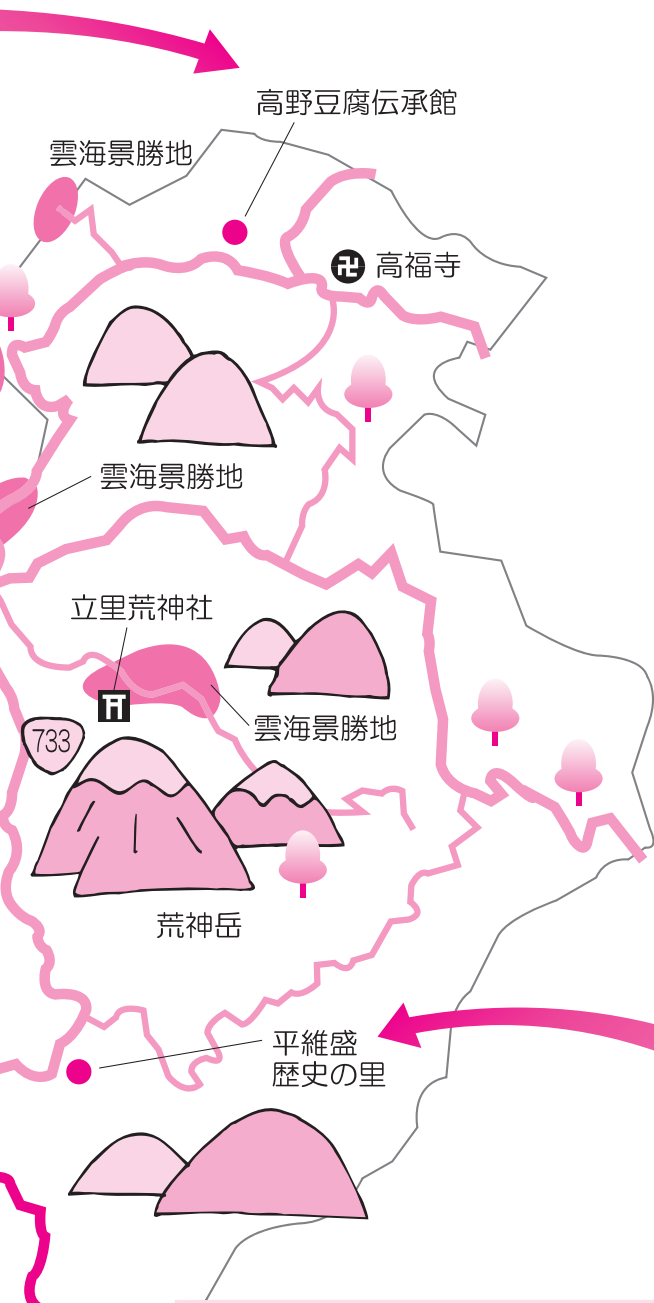 高野豆腐伝承館
雲海景勝地
卍 高福寺
雲海景勝地
立里荒神社
雲海景勝地
733
荒神岳
平維盛
歴史の里